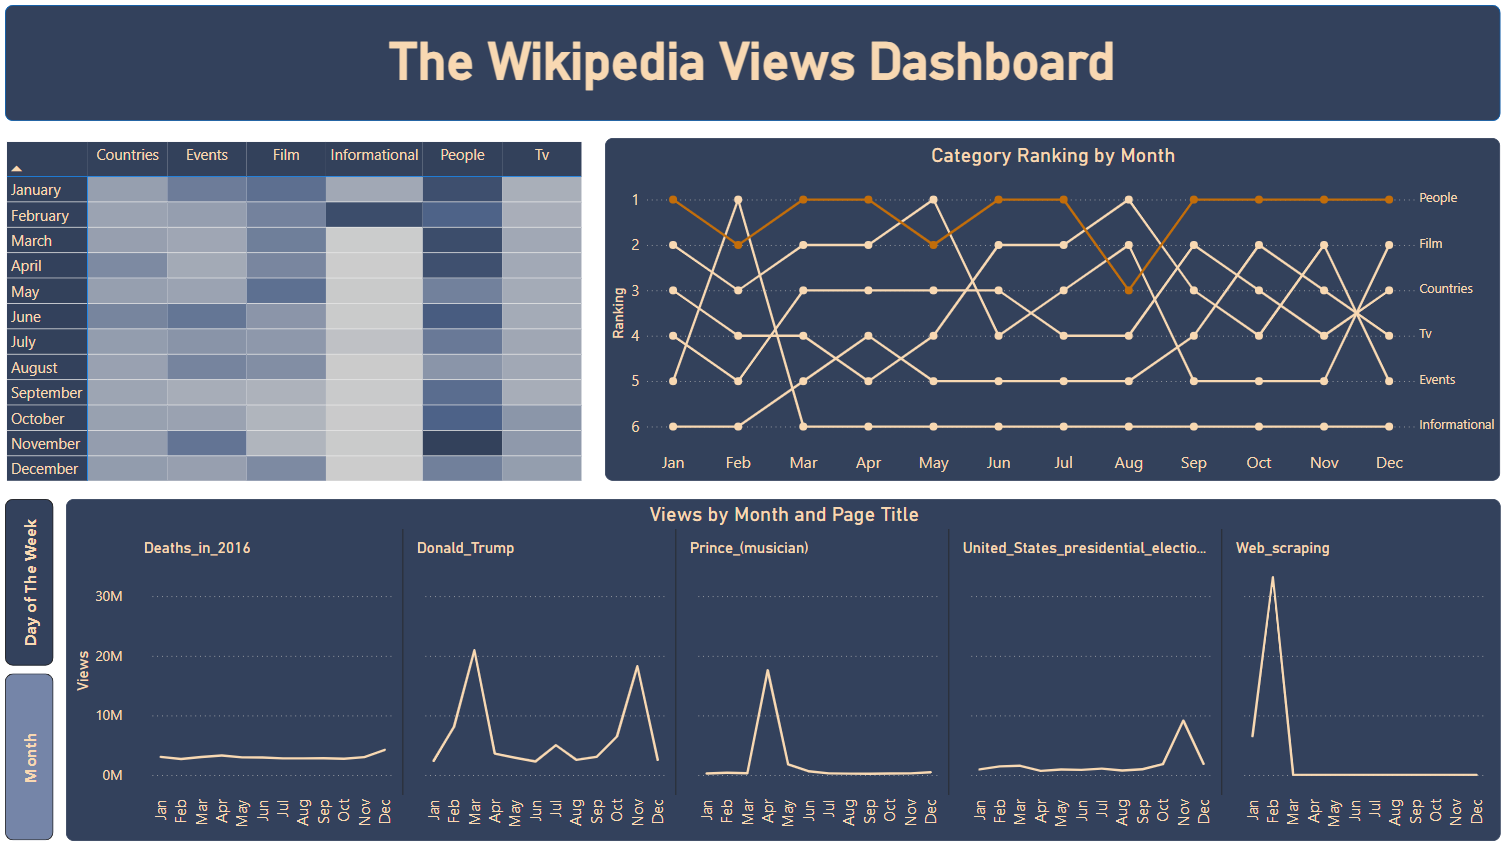 The Wikipedia Views Dashboard
Countries Events Film Informational People Tv
January
February
March
April
May
June
July
August
September
October
November
December
Category Ranking by Month
Ranking
1
2
3
4
5
6
People
Film
Countries
Tv
Events
Informational
Jan Feb Mar Apr May Jun Jul Aug Sep Oct Nov Dec
Day of The Week
Month
Views by Month and Page Title
Deaths_in_2016 Donald_Trump Prince_(musician) United_States_presidential_electio... Web_scraping
Views
30M
20M
10M
0M
Jan Feb Mar Apr May Jun Jul Aug Sep Oct Nov Dec
Jan Feb Mar Apr May Jun Jul Aug Sep Oct Nov Dec
Jan Feb Mar Apr May Jun Jul Aug Sep Oct Nov Dec
Jan Feb Mar Apr May Jun Jul Aug Sep Oct Nov Dec
Jan Feb Mar Apr May Jun Jul Aug Sep Oct Nov Dec